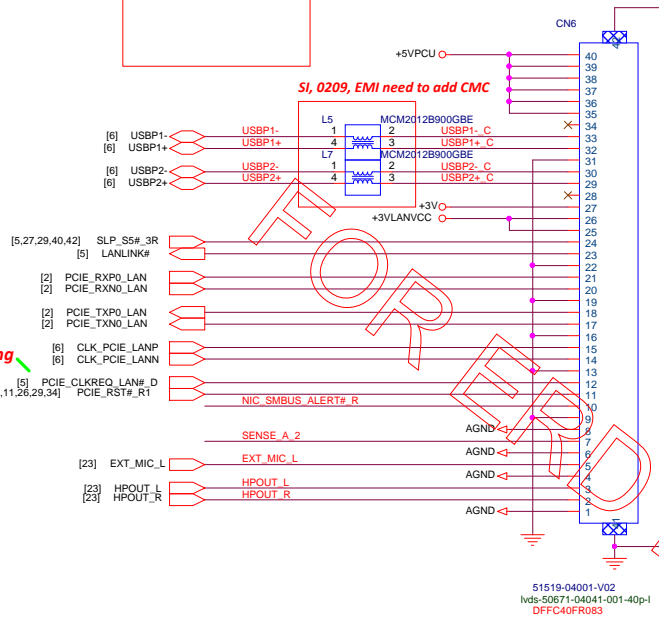 CN6
42
+5VPCU
40
39
38
37
36
35
34
33
32
31
30
29
28
27
26
25
24
23
22
21
20
19
18
17
16
15
14
13
12
11
10
9
8
7
6
5
4
3
2
1
41
SI, 0209, EMI need to add CMC
L5 MCM2012B900GBE
[6] USBP1- USBP1- 1 2 USBP1-_C
[6] USBP1+ USBP1+ 4 3 USBP1+_C
L7 MCM2012B900GBE
[6] USBP2- USBP2- 1 2 USBP2-_C
[6] USBP2+ USBP2+ 4 3 USBP2+_C
+3V
+3VLANVCC
[5,27,29,40,42] SLP_S5#_3R
[5] LANLINK#
[2] PCIE_RXP0_LAN
[2] PCIE_RXN0_LAN
[2] PCIE_TXP0_LAN
[2] PCIE_TXN0_LAN
[6] CLK_PCIE_LANP
[6] CLK_PCIE_LANN
ng
[5] PCIE_CLKREQ_LAN#_D
,11,26,29,34] PCIE_RST#_R1
NIC_SMBUS_ALERT#_R
AGND
SENSE_A_2
AGND
[23] EXT_MIC_L EXT_MIC_L
AGND
[23] HPOUT_L HPOUT_L
[23] HPOUT_R HPOUT_R
AGND
51519-04001-V02
lvds-50671-04041-001-40p-l
DFFC40FR083